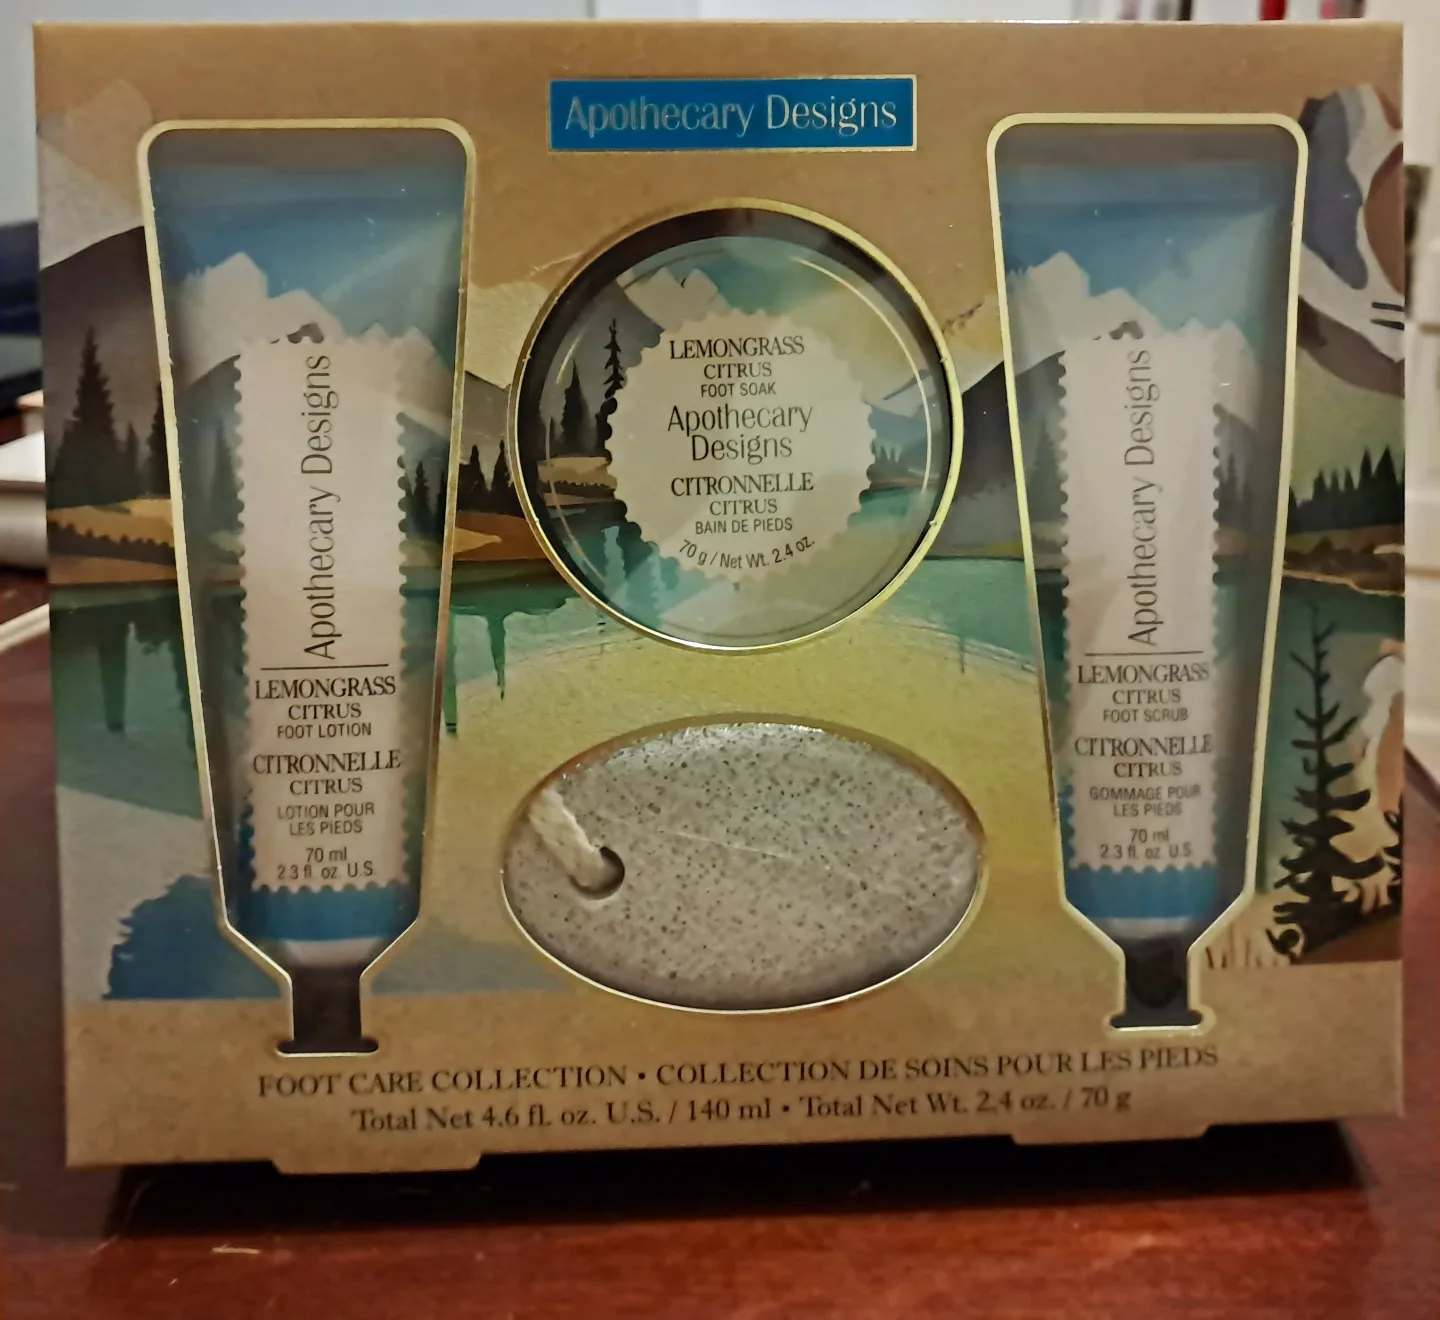 Apothecary Designs
Apothecary Designs
LEMONGRASS
CITRUS
FOOT LOTION
CITRONNELLE
CITRUS
LOTION POUR
LES PIEDS
70 ml
2.3 fl. oz. U.S.
LEMONGRASS
CITRUS
FOOT SOAK
Apothecary
Designs
CITRONNELLE
CITRUS
BAIN DE PIEDS
70 g / Net Wt. 2.4 oz.
Apothecary Designs
LEMONGRASS
CITRUS
FOOT SCRUB
CITRONNELLE
CITRUS
GOMMAGE POUR
LES PIEDS
70 ml
2.3 fl. oz. U.S.
FOOT CARE COLLECTION • COLLECTION DE SOINS POUR LES PIEDS
Total Net 4.6 fl. oz. U.S. / 140 ml • Total Net Wt. 2.4 oz. / 70 g